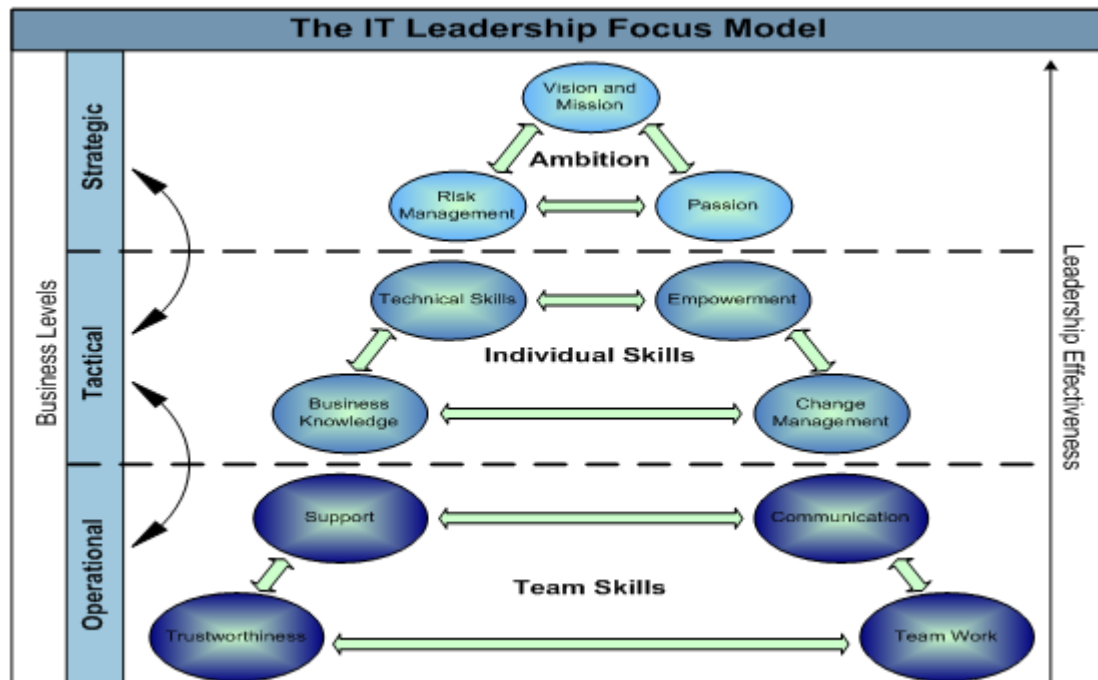 The IT Leadership Focus Model
Business Levels
Strategic
Vision and
Mission
Ambition
Risk
Management
Passion
Tactical
Technical Skills
Empowerment
Individual Skills
Business
Knowledge
Change
Management
Operational
Support
Communication
Team Skills
Trustworthiness
Team Work
Leadership Effectiveness